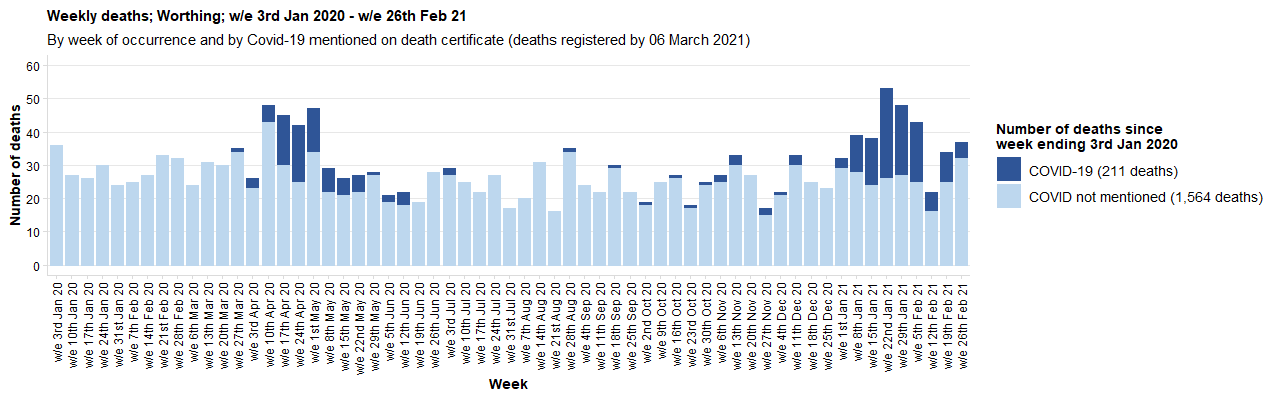 Weekly deaths; Worthing; w/e 3rd Jan 2020 - w/e 26th Feb 21
By week of occurrence and by Covid-19 mentioned on death certificate (deaths registered by 06 March 2021)
Number of deaths
60
50
40
30
20
10
0
w/e 3rd Jan 20
w/e 10th Jan 20
w/e 17th Jan 20
w/e 24th Jan 20
w/e 31st Jan 20
w/e 7th Feb 20
w/e 14th Feb 20
w/e 21st Feb 20
w/e 28th Feb 20
w/e 6th Mar 20
w/e 13th Mar 20
w/e 20th Mar 20
w/e 27th Mar 20
w/e 3rd Apr 20
w/e 10th Apr 20
w/e 17th Apr 20
w/e 24th Apr 20
w/e 1st May 20
w/e 8th May 20
w/e 15th May 20
w/e 22nd May 20
w/e 29th May 20
w/e 5th Jun 20
w/e 12th Jun 20
w/e 19th Jun 20
w/e 26th Jun 20
w/e 3rd Jul 20
w/e 10th Jul 20
w/e 17th Jul 20
w/e 24th Jul 20
w/e 31st Jul 20
w/e 7th Aug 20
w/e 14th Aug 20
w/e 21st Aug 20
w/e 28th Aug 20
w/e 4th Sep 20
w/e 11th Sep 20
w/e 18th Sep 20
w/e 25th Sep 20
w/e 2nd Oct 20
w/e 9th Oct 20
w/e 16th Oct 20
w/e 23rd Oct 20
w/e 30th Oct 20
w/e 6th Nov 20
w/e 13th Nov 20
w/e 20th Nov 20
w/e 27th Nov 20
w/e 4th Dec 20
w/e 11th Dec 20
w/e 18th Dec 20
w/e 25th Dec 20
w/e 1st Jan 21
w/e 8th Jan 21
w/e 15th Jan 21
w/e 22nd Jan 21
w/e 29th Jan 21
w/e 5th Feb 21
w/e 12th Feb 21
w/e 19th Feb 21
w/e 26th Feb 21
Week
Number of deaths since
week ending 3rd Jan 2020
COVID-19 (211 deaths)
COVID not mentioned (1,564 deaths)